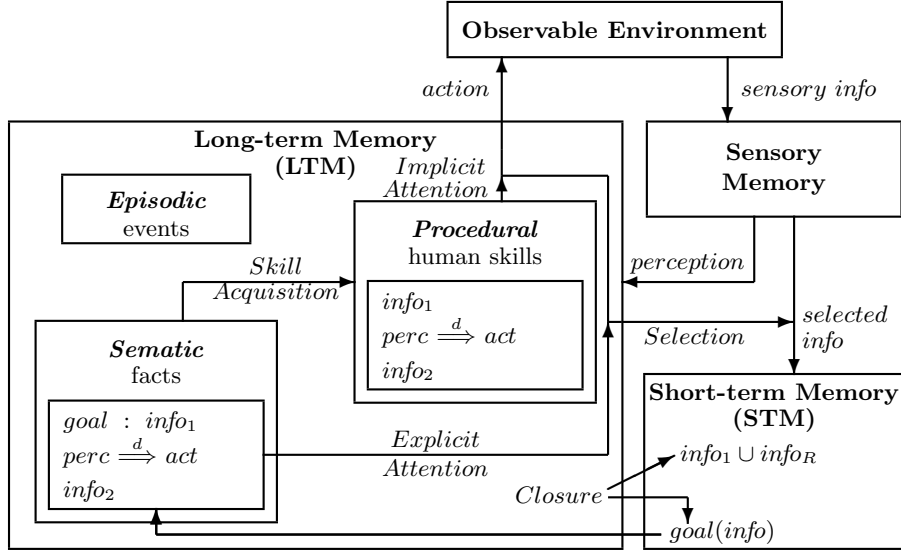 Observable Environment
action
sensory info
Long-term Memory
(LTM)
Implicit
Attention
Sensory
Memory
Episodic
events
Procedural
human skills
perception
Skill
Acquisition
info₁
perc ⟹ᵈ act
info₂
Selection
selected
info
Sematic
facts
goal : info₁
perc ⟹ᵈ act
info₂
Explicit
Attention
Short-term Memory
(STM)
info₁ ∪ info_R
Closure
goal(info)